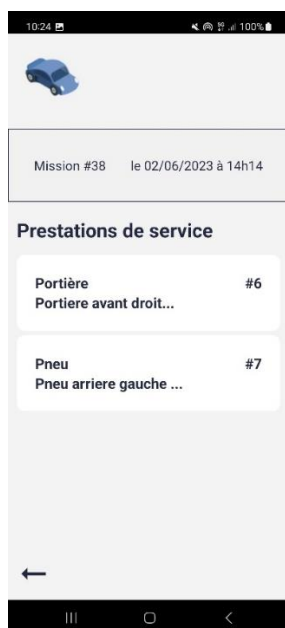 10:24 100%
Mission #38 le 02/06/2023 à 14h14
Prestations de service
Portière #6
Portiere avant droit...
Pneu #7
Pneu arriere gauche ...